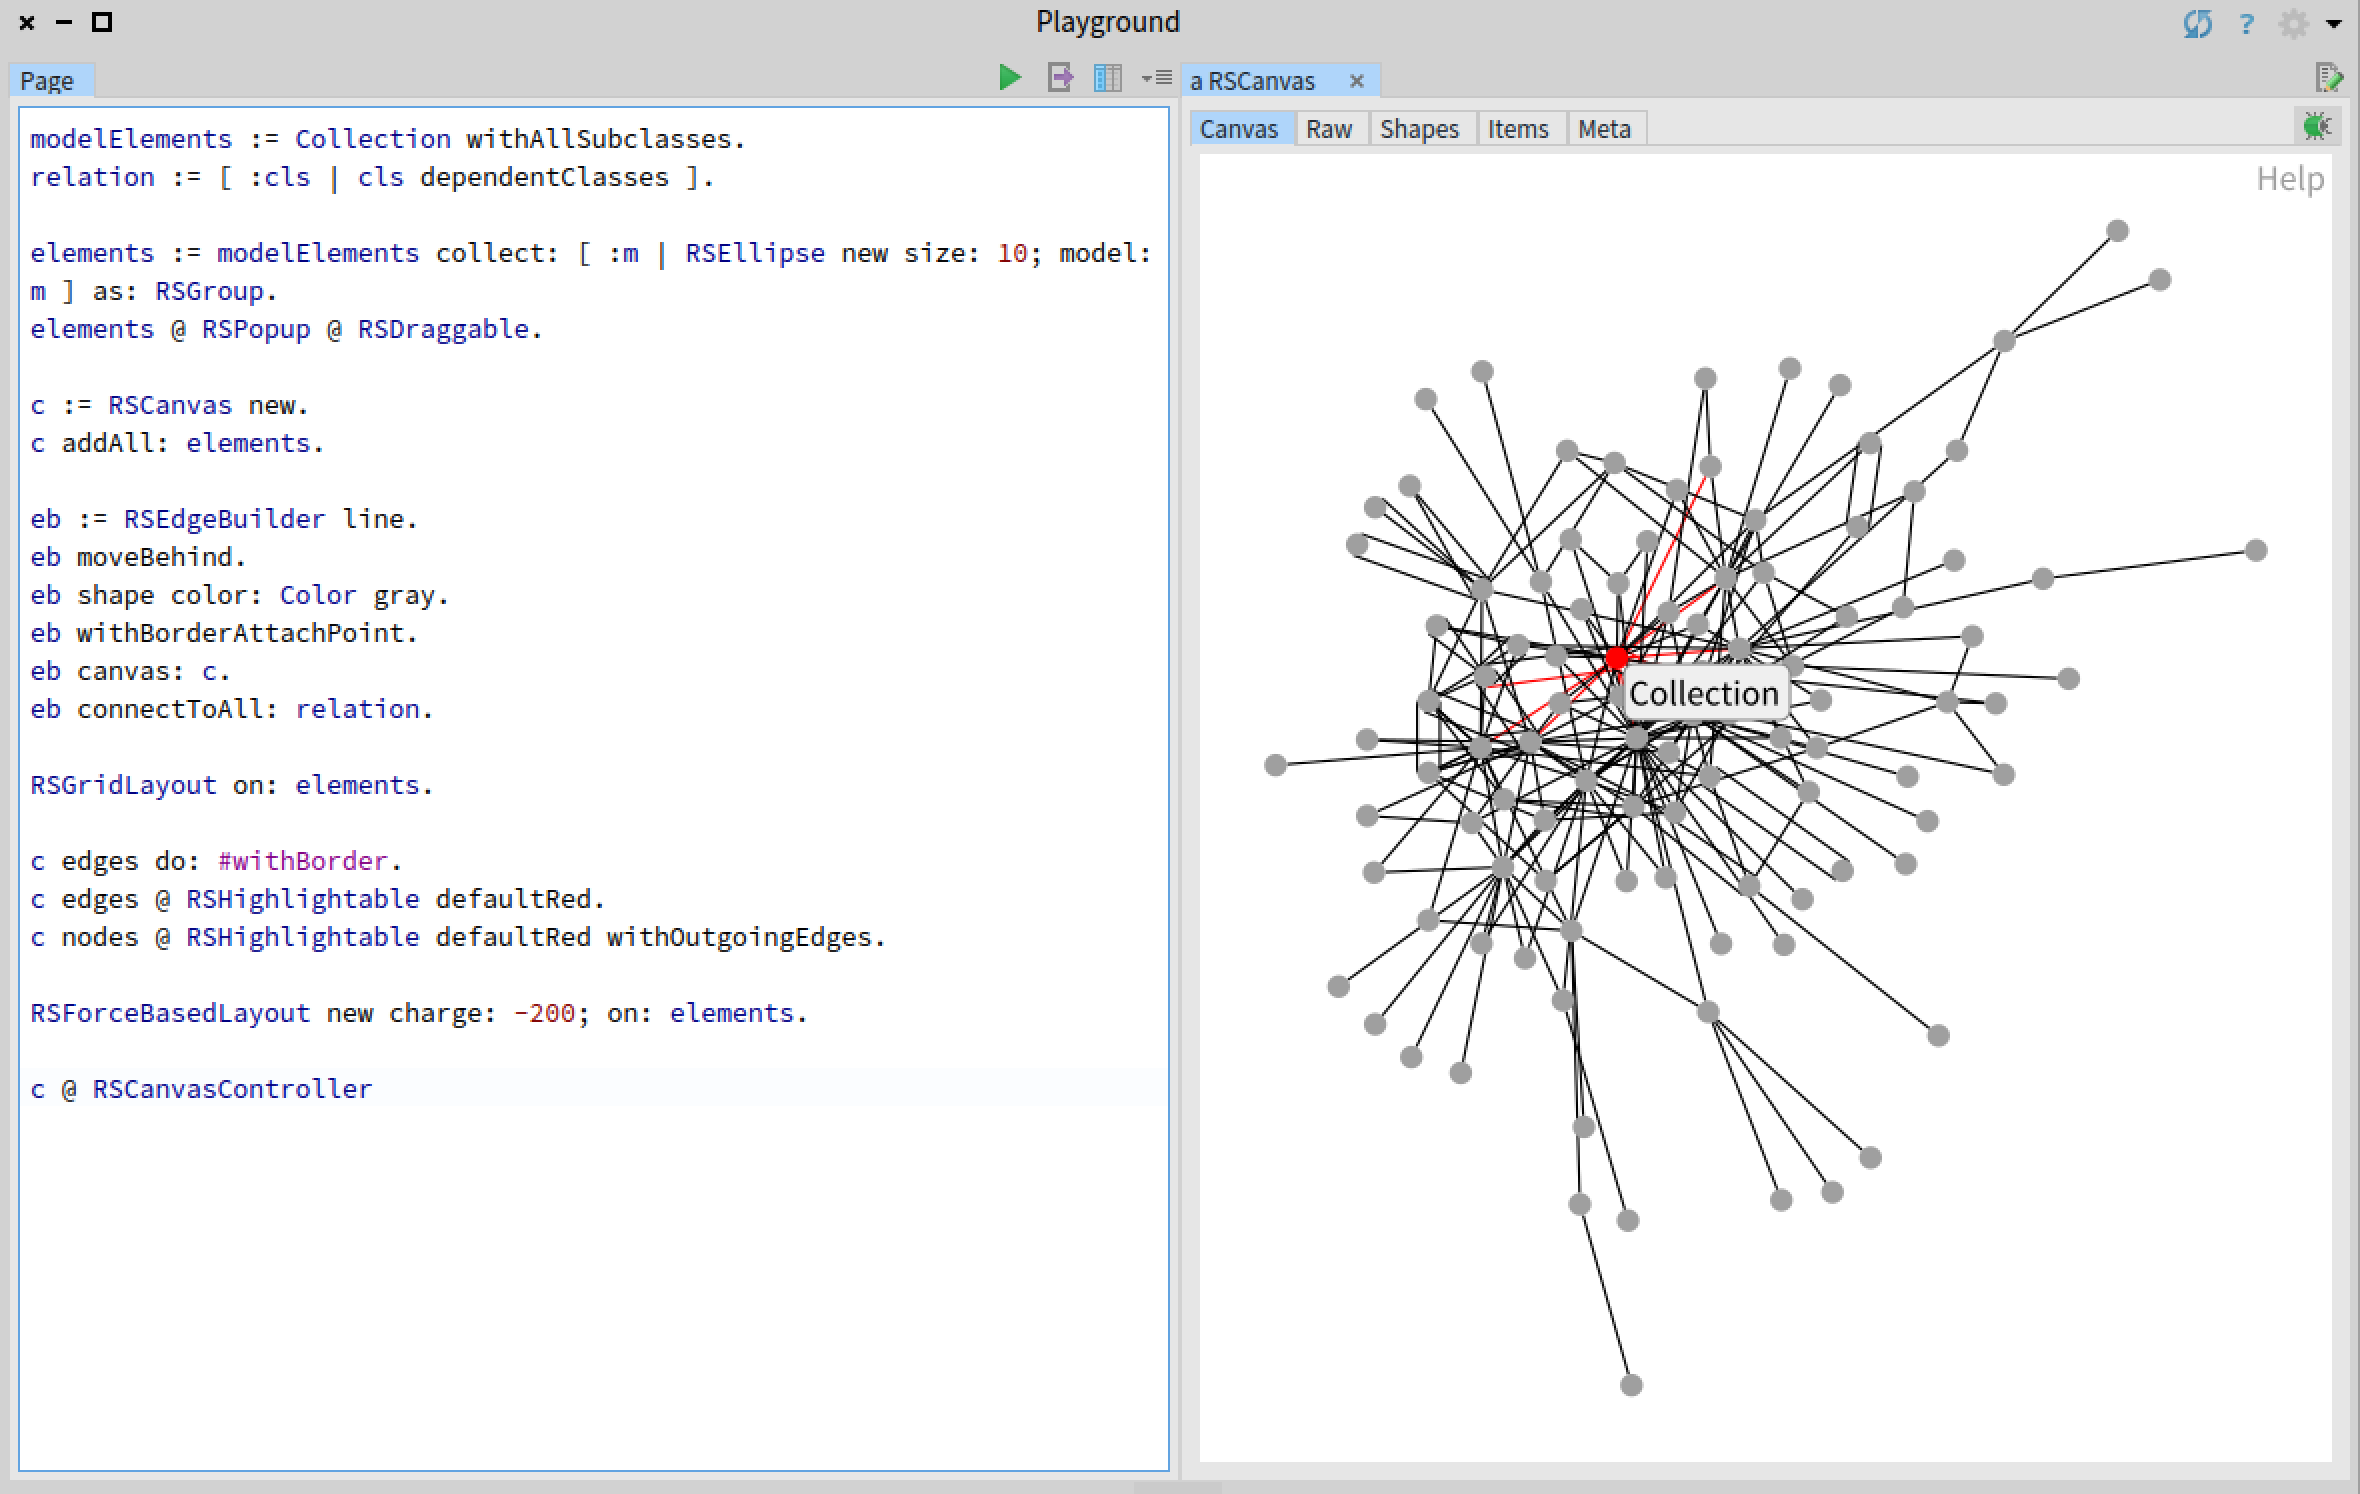 Playground
?
Page
a RSCanvas
modelElements := Collection withAllSubclasses.
relation := [ :cls | cls dependentClasses ].
elements := modelElements collect: [ :m | RSEllipse new size: 10; model:
m ] as: RSGroup.
elements @ RSPopup @ RSDraggable.
c := RSCanvas new.
c addAll: elements.
eb := RSEdgeBuilder line.
eb moveBehind.
eb shape color: Color gray.
eb withBorderAttachPoint.
eb canvas: c.
eb connectToAll: relation.
RSGridLayout on: elements.
c edges do: #withBorder.
c edges @ RSHighlightable defaultRed.
c nodes @ RSHighlightable defaultRed withOutgoingEdges.
RSForceBasedLayout new charge: -200; on: elements.
c @ RSCanvasController
Canvas Raw Shapes Items Meta
Help
Collection